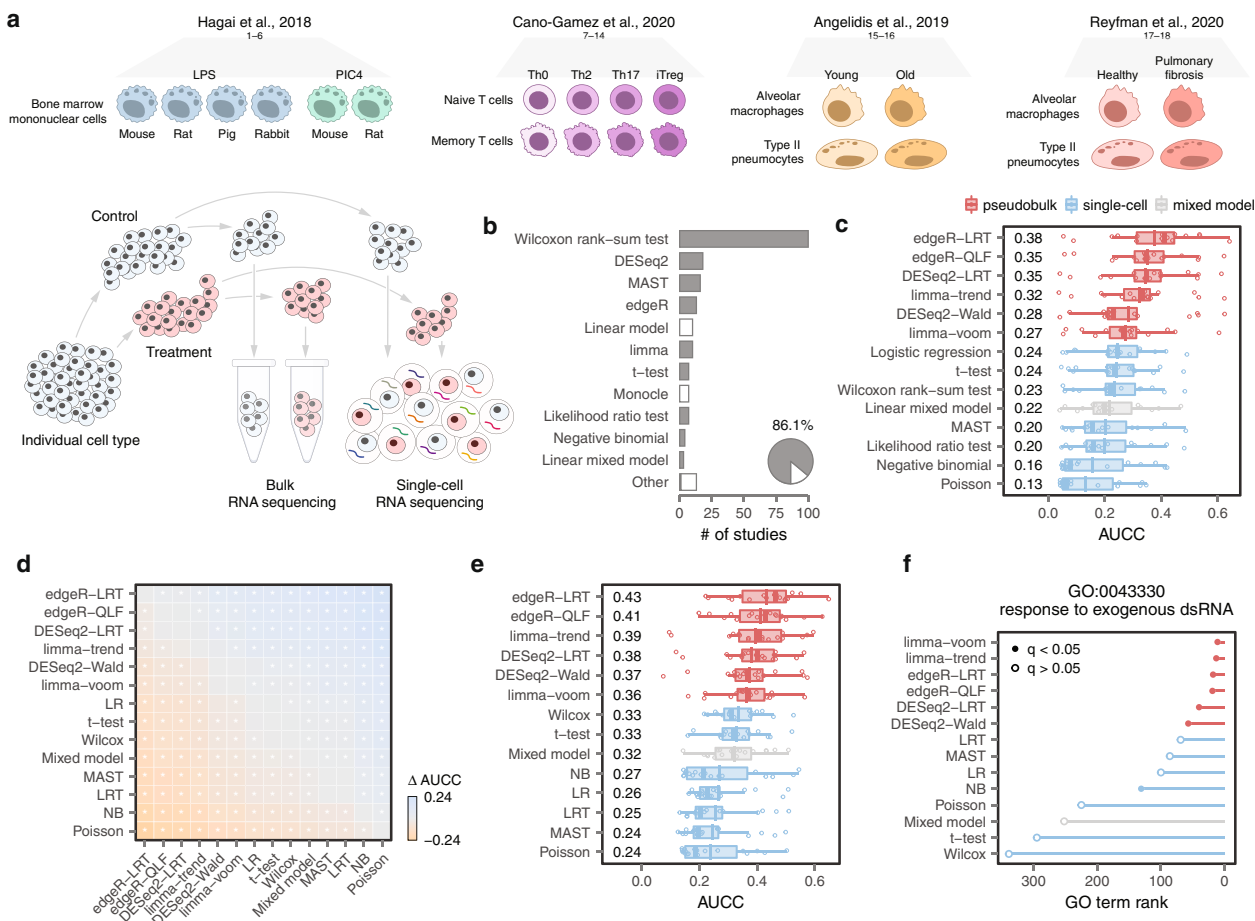 a
Hagai et al., 2018
1–6
LPS
PIC4
Bone marrow
mononuclear cells
Mouse
Rat
Pig
Rabbit
Mouse
Rat
Cano-Gamez et al., 2020
7–14
Th0
Th2
Th17
iTreg
Naive T cells
Memory T cells
Angelidis et al., 2019
15–16
Young
Old
Alveolar
macrophages
Type II
pneumocytes
Reyfman et al., 2020
17–18
Healthy
Pulmonary
fibrosis
Alveolar
macrophages
Type II
pneumocytes
Control
Treatment
Individual cell type
Bulk
RNA sequencing
Single-cell
RNA sequencing
b
Wilcoxon rank−sum test
DESeq2
MAST
edgeR
Linear model
limma
t−test
Monocle
Likelihood ratio test
Negative binomial
Linear mixed model
Other
86.1%
0 25 50 75 100
# of studies
c
pseudobulk single-cell mixed model
edgeR−LRT 0.38
edgeR−QLF 0.35
DESeq2−LRT 0.35
limma−trend 0.32
DESeq2−Wald 0.28
limma−voom 0.27
Logistic regression 0.24
t−test 0.24
Wilcoxon rank−sum test 0.23
Linear mixed model 0.22
MAST 0.20
Likelihood ratio test 0.20
Negative binomial 0.16
Poisson 0.13
0.0 0.2 0.4 0.6
AUCC
d
edgeR−LRT
edgeR−QLF
DESeq2−LRT
limma−trend
DESeq2−Wald
limma−voom
LR
t−test
Wilcox
Mixed model
MAST
LRT
NB
Poisson
edgeR−LRT
edgeR−QLF
DESeq2−LRT
limma−trend
DESeq2−Wald
limma−voom
LR
t−test
Wilcox
Mixed model
MAST
LRT
NB
Poisson
Δ AUCC
0.24
−0.24
e
edgeR−LRT 0.43
edgeR−QLF 0.41
limma−trend 0.39
DESeq2−LRT 0.38
DESeq2−Wald 0.37
limma−voom 0.36
Wilcox 0.33
t−test 0.33
Mixed model 0.32
NB 0.27
LR 0.26
LRT 0.25
MAST 0.24
Poisson 0.24
0.0 0.2 0.4 0.6
AUCC
f
GO:0043330
response to exogenous dsRNA
q < 0.05
q > 0.05
limma−voom
limma−trend
edgeR−LRT
edgeR−QLF
DESeq2−LRT
DESeq2−Wald
LRT
MAST
LR
NB
Poisson
Mixed model
t−test
Wilcox
300 200 100 0
GO term rank